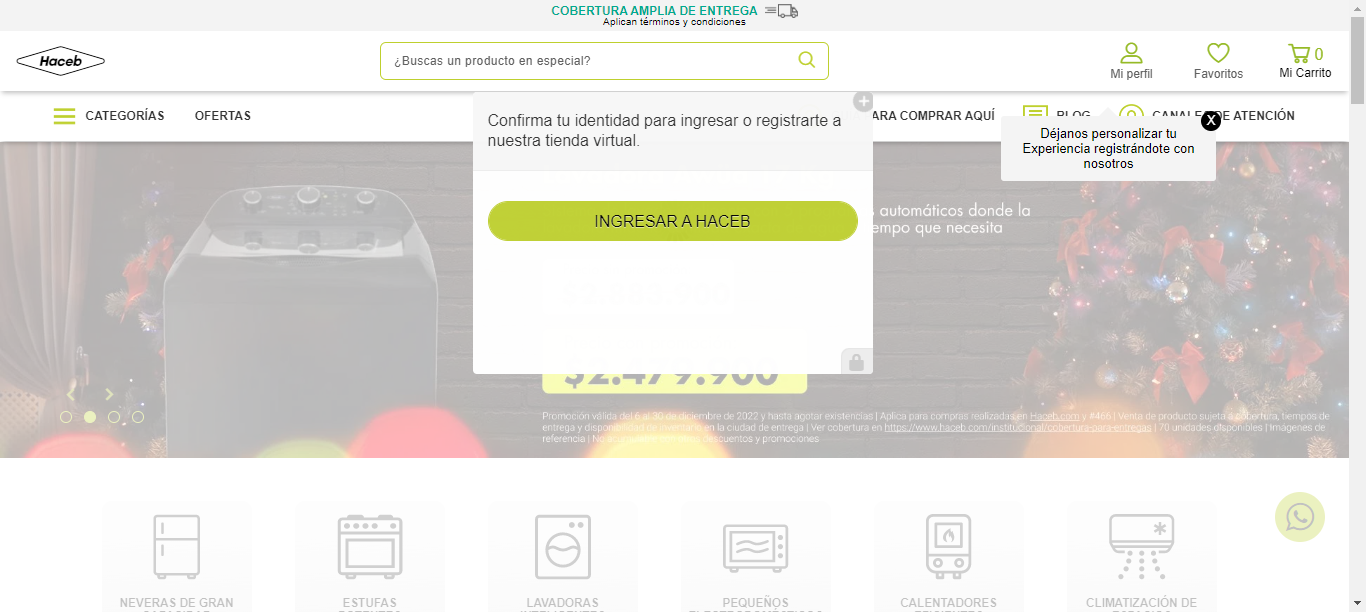 COBERTURA AMPLIA DE ENTREGA
Aplican términos y condiciones
Haceb
¿Buscas un producto en especial?
Mi perfil
Favoritos
0
Mi Carrito
CATEGORÍAS
OFERTAS
COMPRAR AQUÍ
BLOG
DE ATENCIÓN
Confirma tu identidad para ingresar o registrarte a
nuestra tienda virtual.
X
Déjanos personalizar tu
Experiencia registrándote con
nosotros
INGRESAR A HACEB
automáticos donde la
que necesita
$2.479.900
Promoción válida del 6 al 30 de diciembre de 2022 y hasta agotar existencias | Aplica para compras realizadas en Haceb.com y #466 | Venta de producto sujeta a cobertura, tiempos de
entrega y disponibilidad de inventario en la ciudad de entrega | Ver cobertura en https://www.haceb.com/institucional/cobertura-para-entregas | 70 unidades disponibles | Imágenes de
referencia | No acumulable con otros descuentos y promociones
NEVERAS DE GRAN
ESTUFAS
LAVADORAS
PEQUEÑOS
CALENTADORES
CLIMATIZACIÓN DE